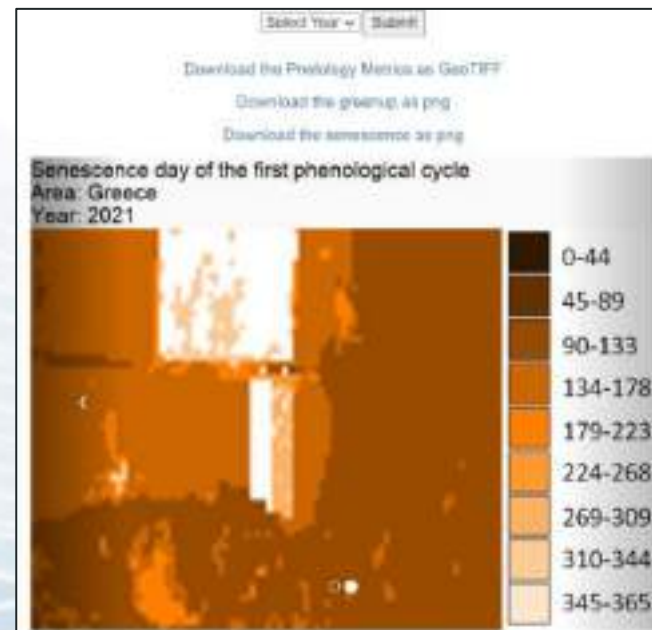 Select Year Submit
Download the Phelology Metrics as GeoTIFF
Download the greenup as png
Download the senescence as png
Senescence day of the first phenological cycle
Area: Greece
Year: 2021
0-44
45-89
90-133
134-178
179-223
224-268
269-309
310-344
345-365